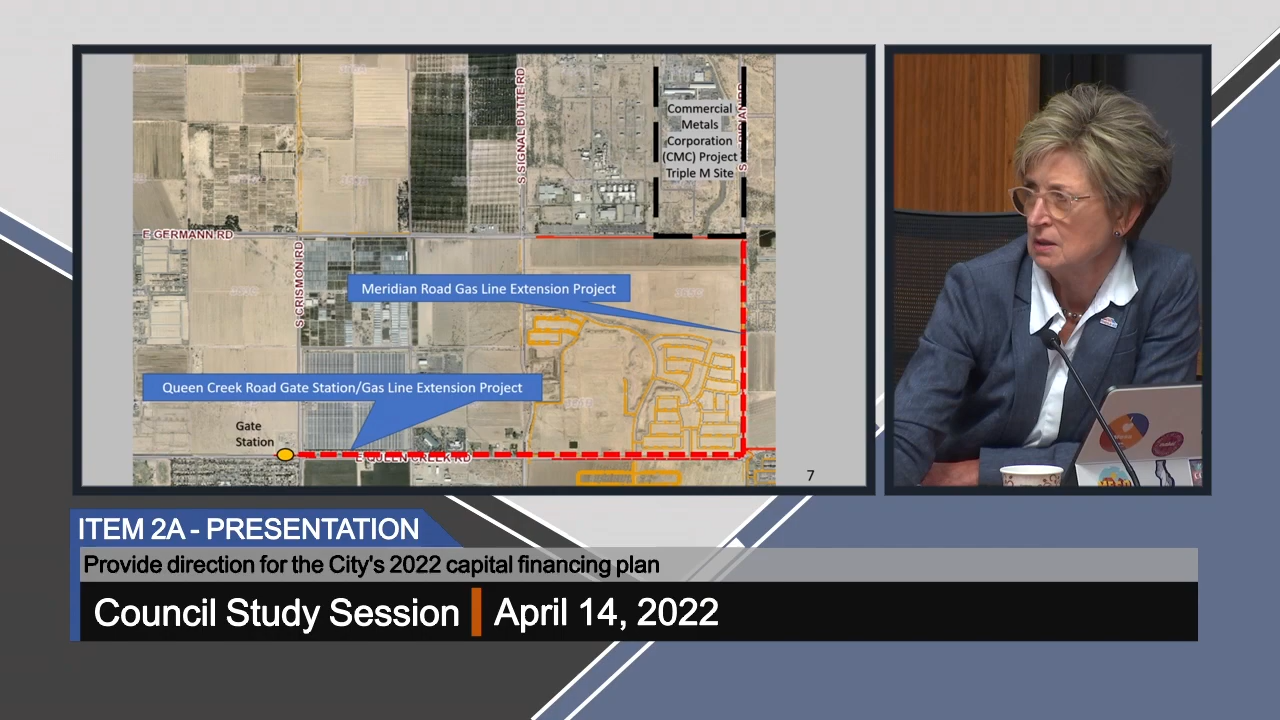 S SIGNAL BUTTE RD
Commercial
Metals
Corporation
(CMC) Project
Triple M Site
E GERMANN RD
S CRISMON RD
Meridian Road Gas Line Extension Project
Queen Creek Road Gate Station/Gas Line Extension Project
Gate
Station
E QUEEN CREEK RD
7
ITEM 2A - PRESENTATION
Provide direction for the City's 2022 capital financing plan
Council Study Session
April 14, 2022